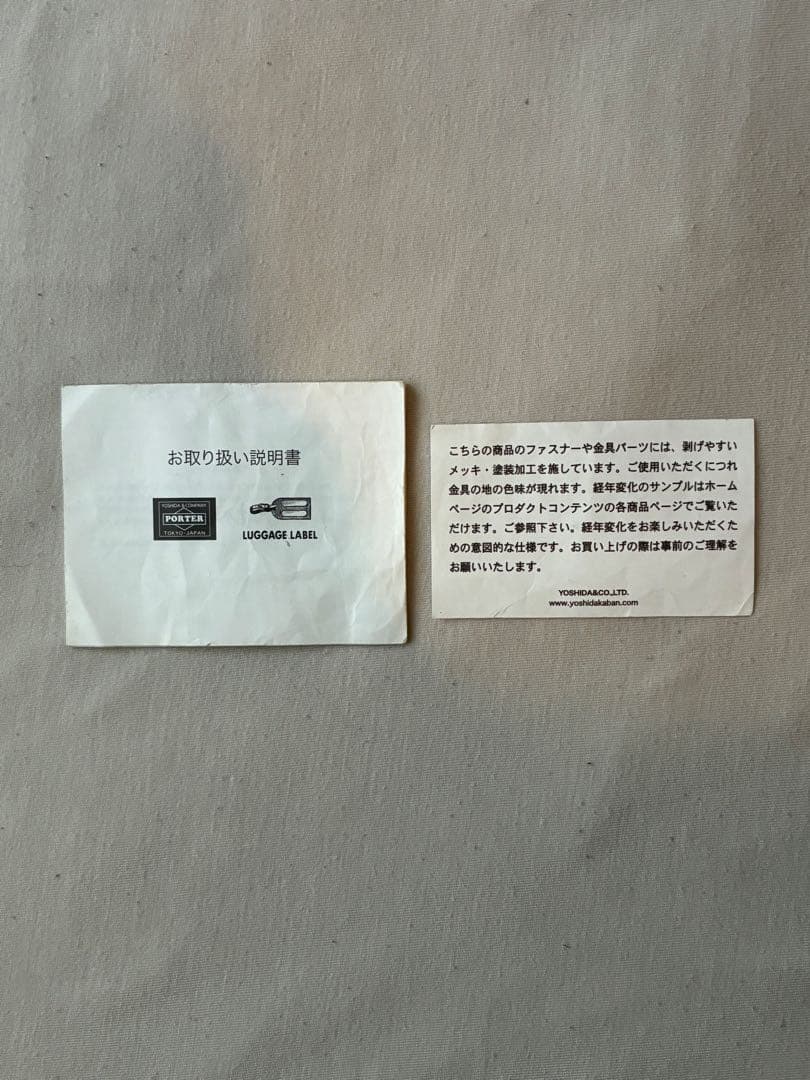 お取り扱い説明書
YOSHIDA & COMPANY
PORTER
TOKYO-JAPAN
LUGGAGE LABEL
こちらの商品のファスナーや金具パーツには、剥げやすい
メッキ・塗装加工を施しています。ご使用いただくにつれ
金具の地の色味が現れます。経年変化のサンプルはホーム
ページのプロダクトコンテンツの各商品ページでご覧いた
だけます。ご参照下さい。経年変化をお楽しみいただくた
めの意図的な仕様です。お買い上げの際は事前のご理解を
お願いいたします。
YOSHIDA&CO.,LTD.
www.yoshidakaban.com